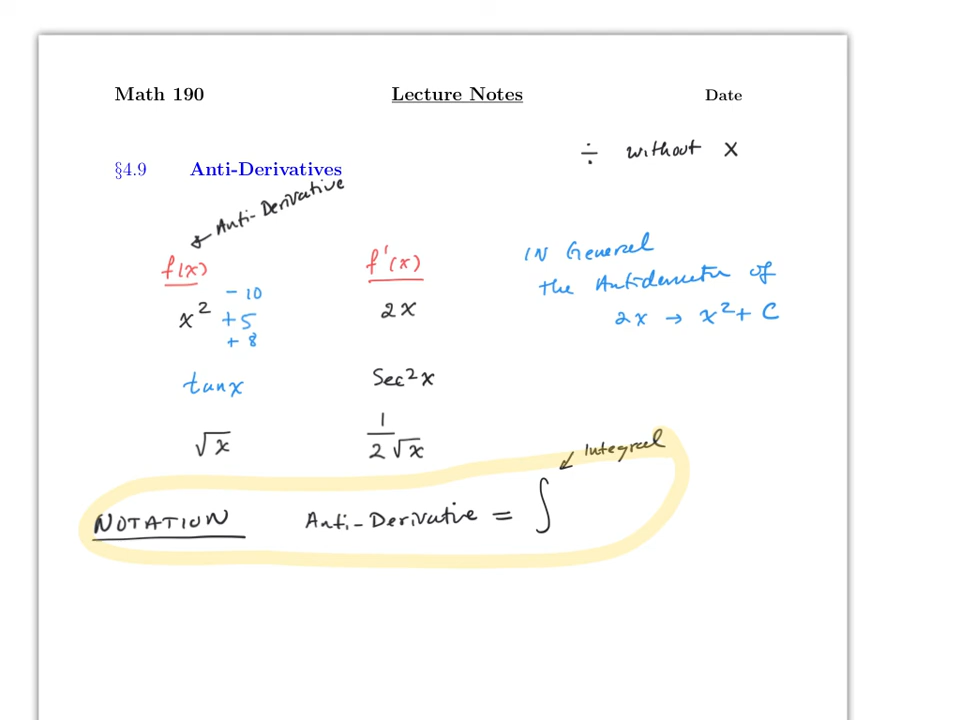 Math 190 Lecture Notes Date
÷ without X
§4.9 Anti-Derivatives
Anti-Derivative
f(x) f'(x)
x² - 10 2x
+5
+ 8
IN General
the Antiderivative of
2x → x² + C
tanx Sec²x
√x 1/(2√x)
Integral
NOTATION Anti-Derivative = ∫